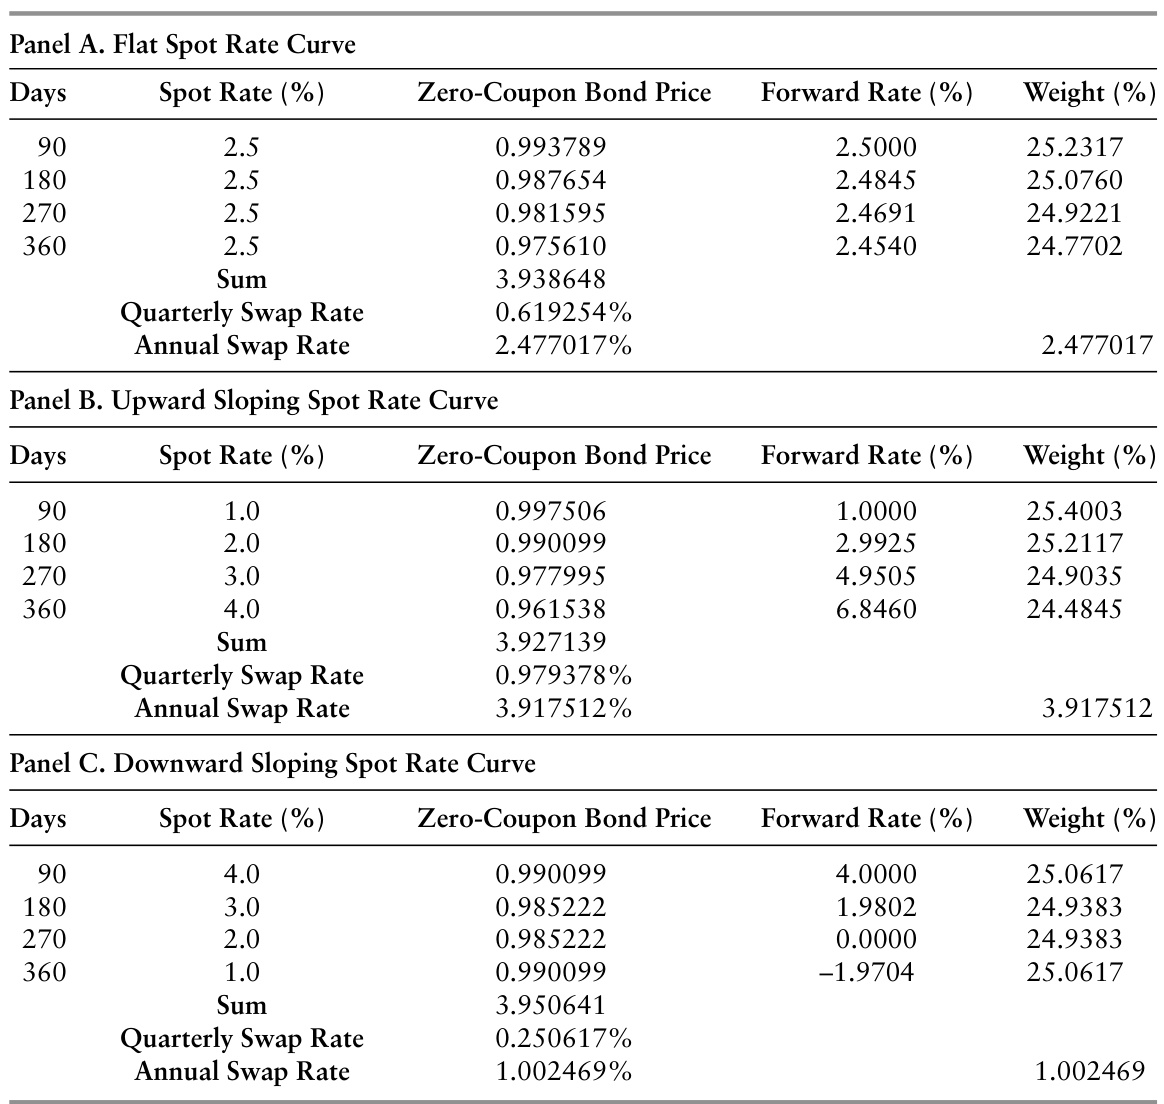 Panel A. Flat Spot Rate Curve
Days Spot Rate (%) Zero-Coupon Bond Price Forward Rate (%) Weight (%)
90 2.5 0.993789 2.5000 25.2317
180 2.5 0.987654 2.4845 25.0760
270 2.5 0.981595 2.4691 24.9221
360 2.5 0.975610 2.4540 24.7702
Sum 3.938648
Quarterly Swap Rate 0.619254%
Annual Swap Rate 2.477017% 2.477017
Panel B. Upward Sloping Spot Rate Curve
Days Spot Rate (%) Zero-Coupon Bond Price Forward Rate (%) Weight (%)
90 1.0 0.997506 1.0000 25.4003
180 2.0 0.990099 2.9925 25.2117
270 3.0 0.977995 4.9505 24.9035
360 4.0 0.961538 6.8460 24.4845
Sum 3.927139
Quarterly Swap Rate 0.979378%
Annual Swap Rate 3.917512% 3.917512
Panel C. Downward Sloping Spot Rate Curve
Days Spot Rate (%) Zero-Coupon Bond Price Forward Rate (%) Weight (%)
90 4.0 0.990099 4.0000 25.0617
180 3.0 0.985222 1.9802 24.9383
270 2.0 0.985222 0.0000 24.9383
360 1.0 0.990099 –1.9704 25.0617
Sum 3.950641
Quarterly Swap Rate 0.250617%
Annual Swap Rate 1.002469% 1.002469